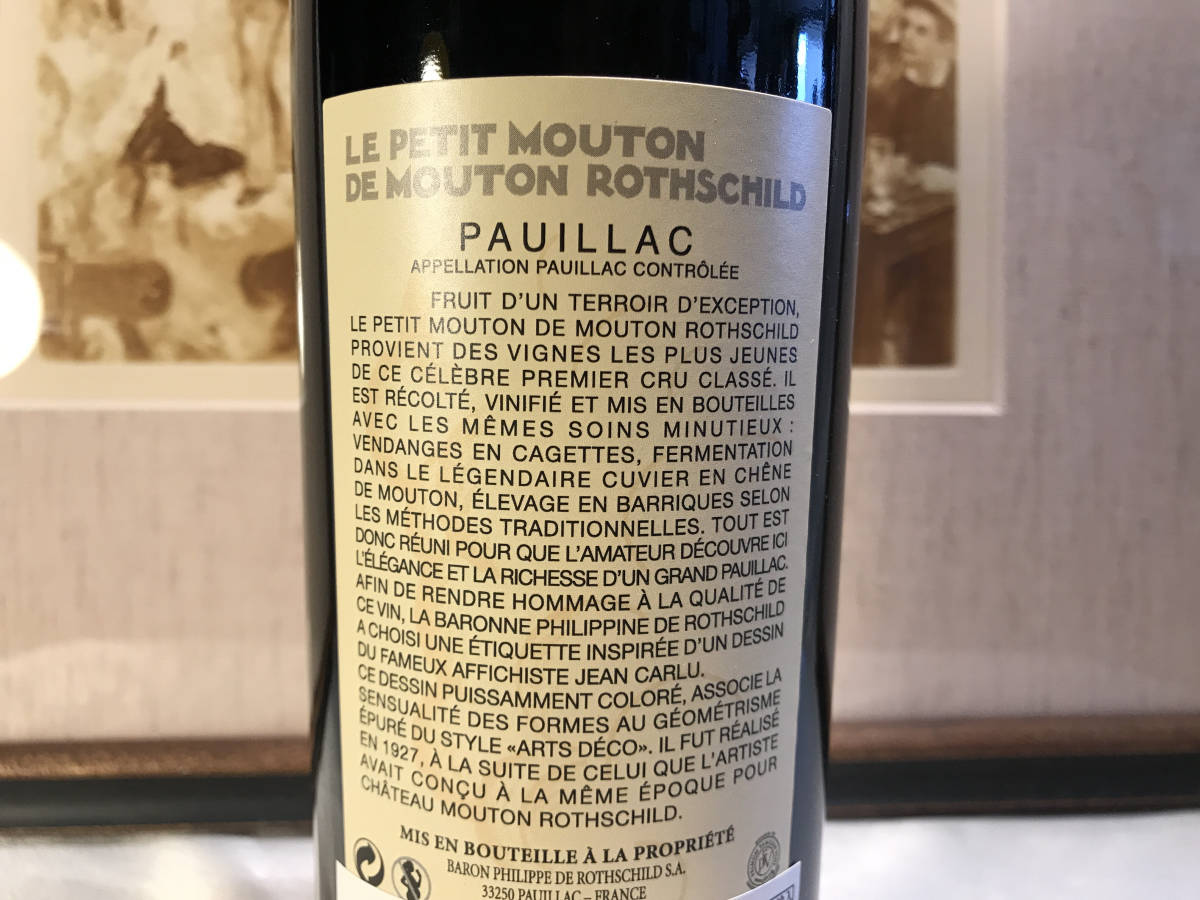 LE PETIT MOUTON
DE MOUTON ROTHSCHILD
PAUILLAC
APPELLATION PAUILLAC CONTRÔLÉE
FRUIT D'UN TERROIR D'EXCEPTION,
LE PETIT MOUTON DE MOUTON ROTHSCHILD
PROVIENT DES VIGNES LES PLUS JEUNES
DE CE CÉLÈBRE PREMIER CRU CLASSÉ. IL
EST RÉCOLTÉ, VINIFIÉ ET MIS EN BOUTEILLES
AVEC LES MÊMES SOINS MINUTIEUX :
VENDANGES EN CAGETTES, FERMENTATION
DANS LE LÉGENDAIRE CUVIER EN CHÊNE
DE MOUTON, ÉLEVAGE EN BARRIQUES SELON
LES MÉTHODES TRADITIONNELLES. TOUT EST
DONC RÉUNI POUR QUE L'AMATEUR DÉCOUVRE ICI
L'ÉLÉGANCE ET LA RICHESSE D'UN GRAND PAUILLAC.
AFIN DE RENDRE HOMMAGE À LA QUALITÉ DE
CE VIN, LA BARONNE PHILIPPINE DE ROTHSCHILD
A CHOISI UNE ÉTIQUETTE INSPIRÉE D'UN DESSIN
DU FAMEUX AFFICHISTE JEAN CARLU.
CE DESSIN PUISSAMMENT COLORÉ, ASSOCIE LA
SENSUALITÉ DES FORMES AU GÉOMÉTRISME
ÉPURÉ DU STYLE «ARTS DÉCO». IL FUT RÉALISÉ
EN 1927, À LA SUITE DE CELUI QUE L'ARTISTE
AVAIT CONÇU À LA MÊME ÉPOQUE POUR
CHÂTEAU MOUTON ROTHSCHILD.
MIS EN BOUTEILLE À LA PROPRIÉTÉ
BARON PHILIPPE DE ROTHSCHILD S.A.
33250 PAUILLAC – FRANCE